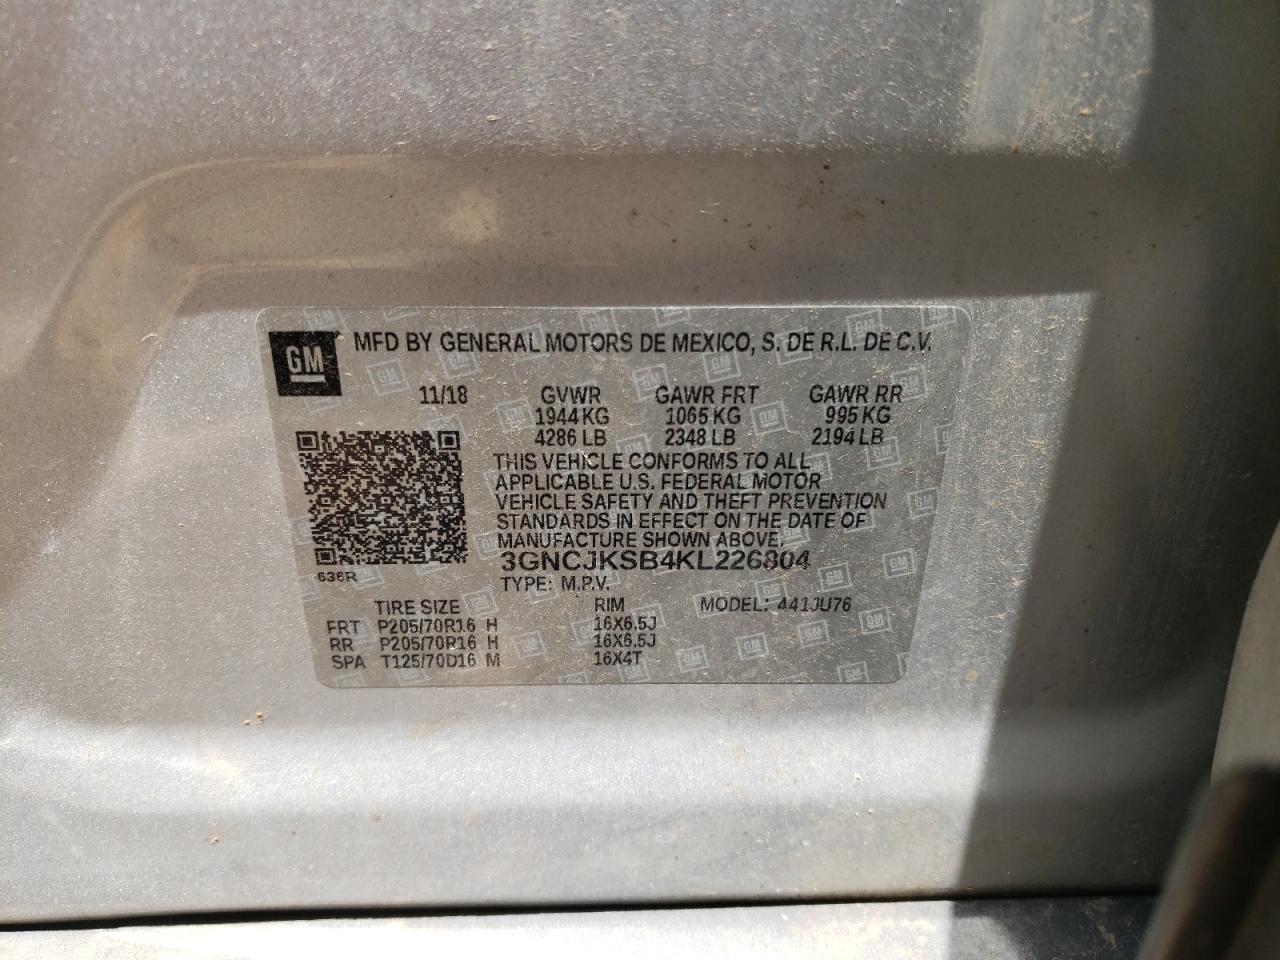 GM MFD BY GENERAL MOTORS DE MEXICO, S. DE R.L. DE C.V.
11/18 GVWR GAWR FRT GAWR RR
1944 KG 1065 KG 995 KG
4286 LB 2348 LB 2194 LB
THIS VEHICLE CONFORMS TO ALL
APPLICABLE U.S. FEDERAL MOTOR
VEHICLE SAFETY AND THEFT PREVENTION
STANDARDS IN EFFECT ON THE DATE OF
MANUFACTURE SHOWN ABOVE.
3GNCJKSB4KL226804
636R TYPE: M.P.V.
TIRE SIZE RIM MODEL: 441JU76
FRT P205/70R16 H 16X6.5J
RR P205/70R16 H 16X6.5J
SPA T125/70D16 M 16X4T